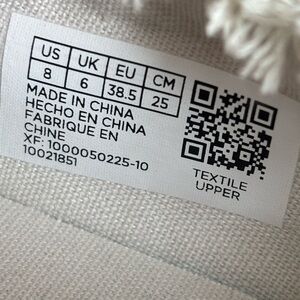 US UK EU CM
8 6 38.5 25
MADE IN CHINA
HECHO EN CHINA
FABRIQUE EN
CHINE
XF: 1000050225-10
10021851
TEXTILE
UPPER